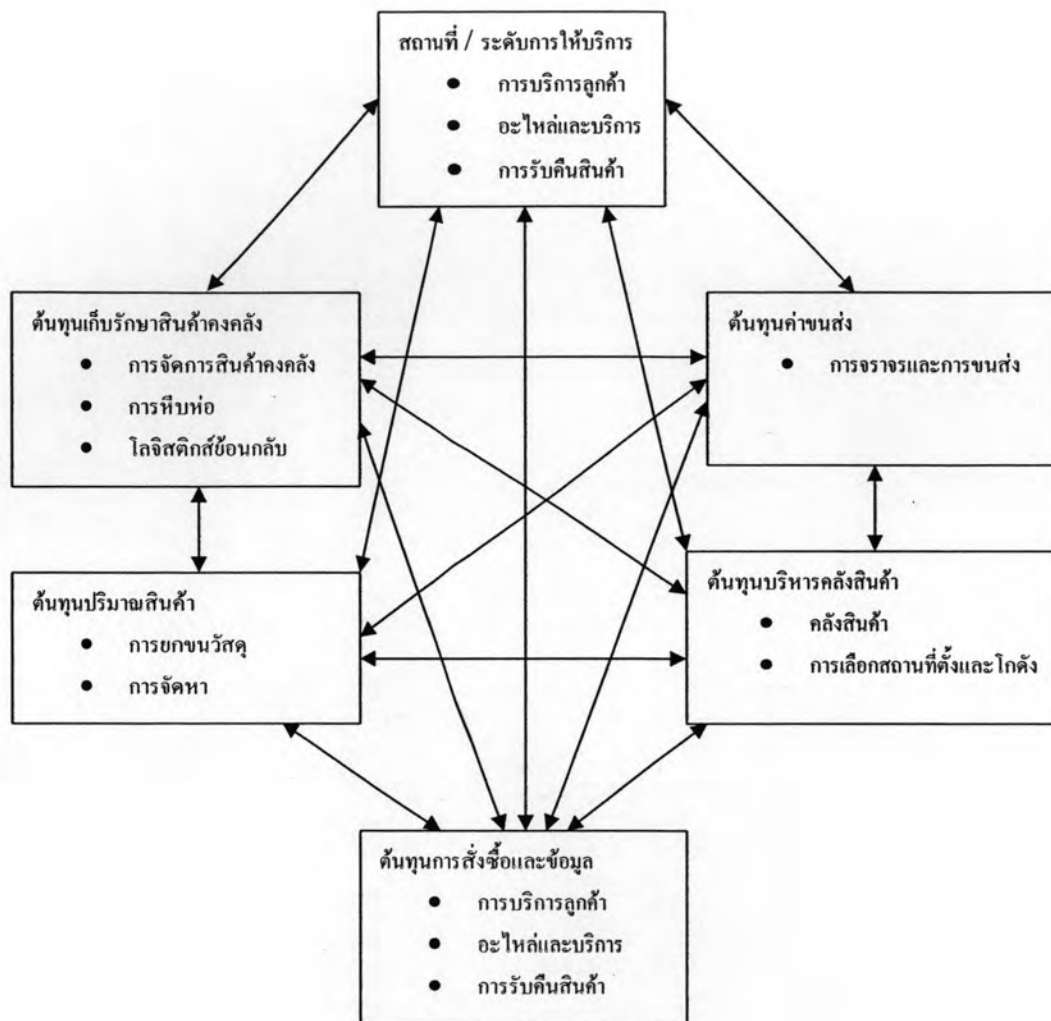 สถานที่ / ระดับการให้บริการ
● การบริการลูกค้า
● อะไหล่และบริการ
● การรับคืนสินค้า
ต้นทุนเก็บรักษาสินค้าคงคลัง
● การจัดการสินค้าคงคลัง
● การหีบห่อ
● โลจิสติกส์ย้อนกลับ
ต้นทุนค่าขนส่ง
● การจราจรและการขนส่ง
ต้นทุนปริมาณสินค้า
● การยกขนวัสดุ
● การจัดหา
ต้นทุนบริหารคลังสินค้า
● คลังสินค้า
● การเลือกสถานที่ตั้งและโกดัง
ต้นทุนการสั่งซื้อและข้อมูล
● การบริการลูกค้า
● อะไหล่และบริการ
● การรับคืนสินค้า